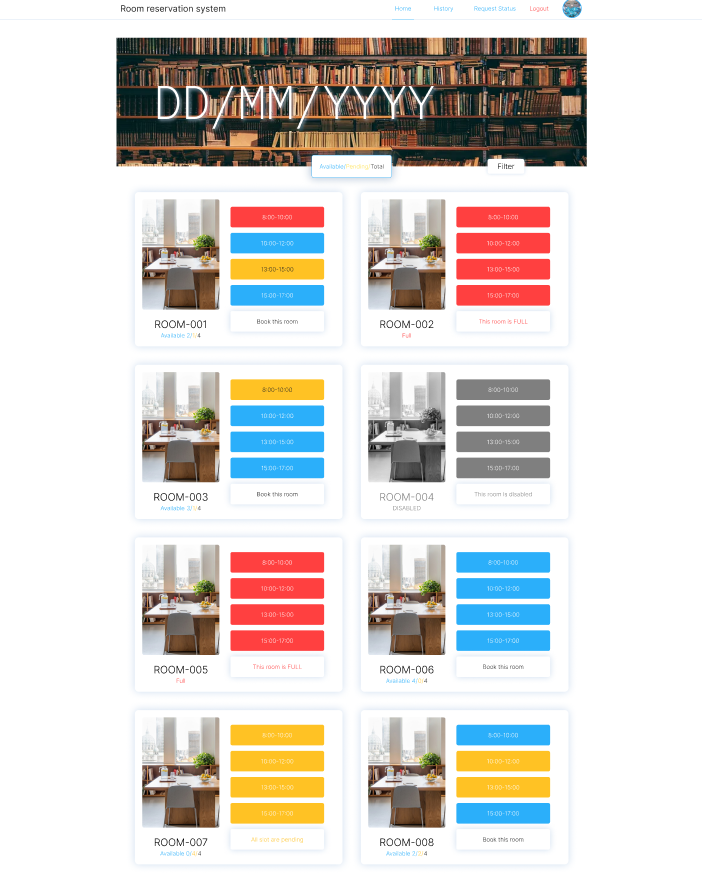 Room reservation system
Home History Request Status Logout
DD/MM/YYYY
Available/Pending/Total
Filter
8:00-10:00
10:00-12:00
13:00-15:00
15:00-17:00
ROOM-001
Book this room
Available 2/1/4
8:00-10:00
10:00-12:00
13:00-15:00
15:00-17:00
ROOM-002
This room is FULL
Full
8:00-10:00
10:00-12:00
13:00-15:00
15:00-17:00
ROOM-003
Book this room
Available 3/1/4
8:00-10:00
10:00-12:00
13:00-15:00
15:00-17:00
ROOM-004
This room is disabled
DISABLED
8:00-10:00
10:00-12:00
13:00-15:00
15:00-17:00
ROOM-005
This room is FULL
Full
8:00-10:00
10:00-12:00
13:00-15:00
15:00-17:00
ROOM-006
Book this room
Available 4/0/4
8:00-10:00
10:00-12:00
13:00-15:00
15:00-17:00
ROOM-007
All slot are pending
Available 0/4/4
8:00-10:00
10:00-12:00
13:00-15:00
15:00-17:00
ROOM-008
Book this room
Available 2/2/4